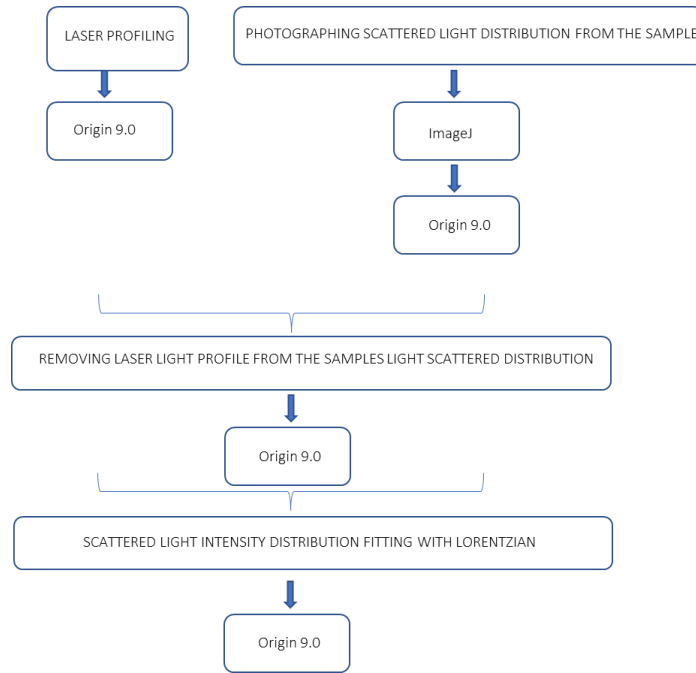 LASER PROFILING
PHOTOGRAPHING SCATTERED LIGHT DISTRIBUTION FROM THE SAMPLE
Origin 9.0
ImageJ
Origin 9.0
REMOVING LASER LIGHT PROFILE FROM THE SAMPLES LIGHT SCATTERED DISTRIBUTION
Origin 9.0
SCATTERED LIGHT INTENSITY DISTRIBUTION FITTING WITH LORENTZIAN
Origin 9.0